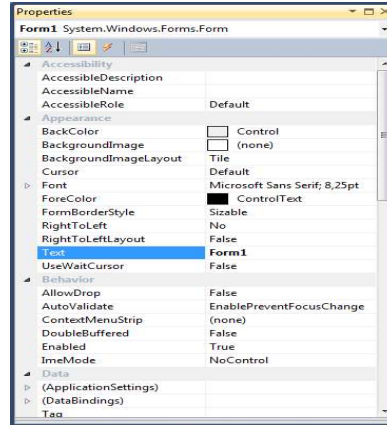 Properties
Form1 System.Windows.Forms.Form
Accessibility
AccessibleDescription
AccessibleName
AccessibleRole Default
Appearance
BackColor Control
BackgroundImage (none)
BackgroundImageLayout Tile
Cursor Default
Font Microsoft Sans Serif; 8,25pt
ForeColor ControlText
FormBorderStyle Sizable
RightToLeft No
RightToLeftLayout False
Text Form1
UseWaitCursor False
Behavior
AllowDrop False
AutoValidate EnablePreventFocusChange
ContextMenuStrip (none)
DoubleBuffered False
Enabled True
ImeMode NoControl
Data
(ApplicationSettings)
(DataBindings)
Tag